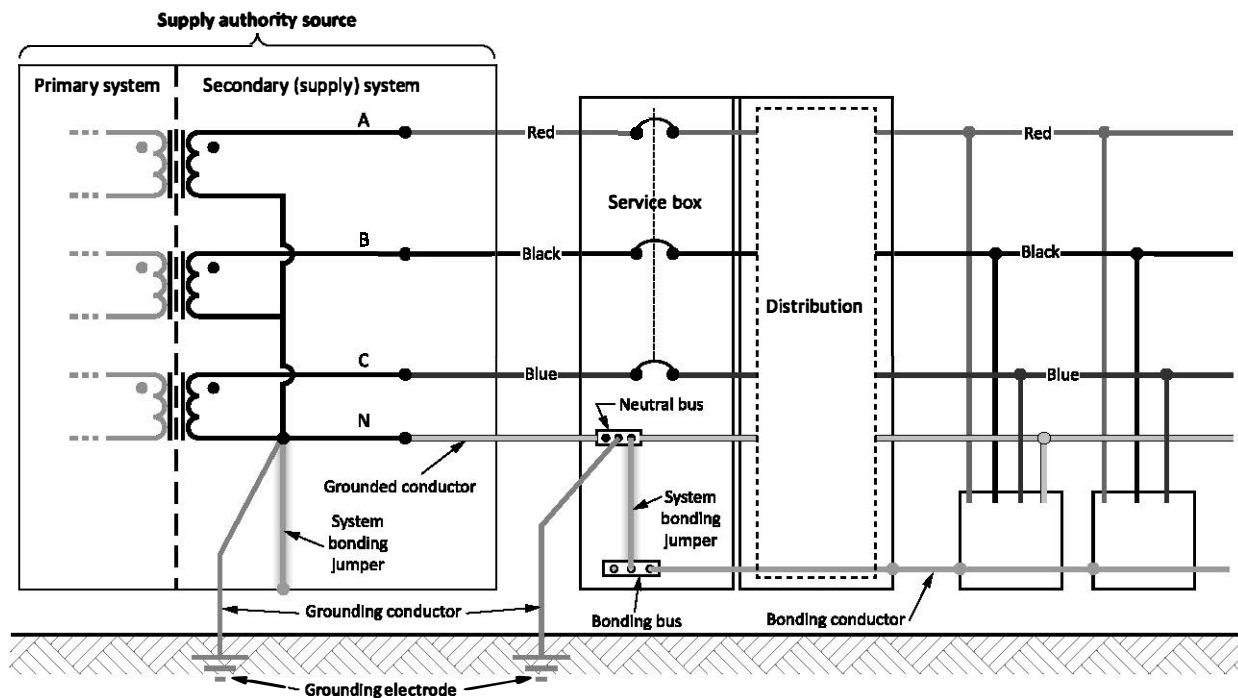 Supply authority source
Primary system
Secondary (supply) system
A
Red
Red
Service box
B
Black
Black
Distribution
C
Blue
Blue
Neutral bus
N
Grounded conductor
System
bonding
jumper
System
bonding
jumper
Grounding conductor
Bonding bus
Bonding conductor
Grounding electrode